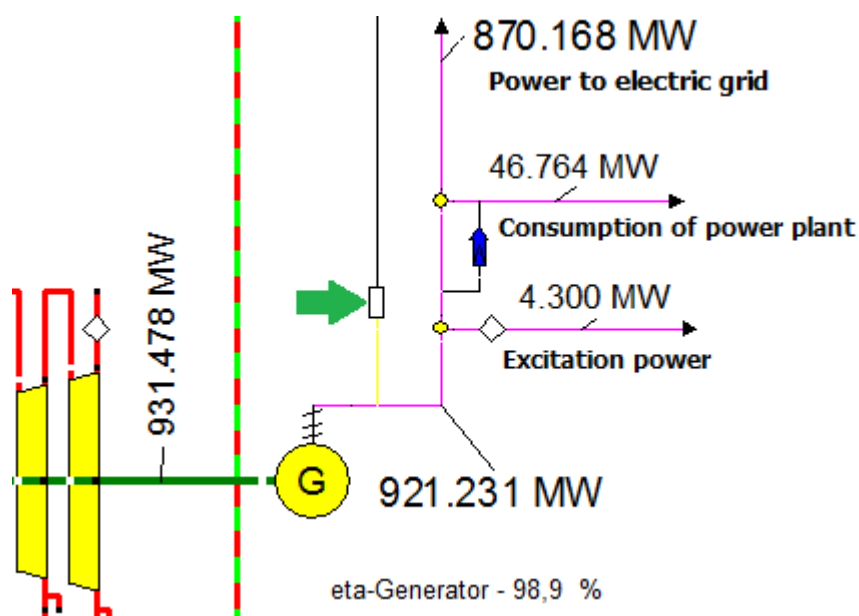 870.168 MW
Power to electric grid
46.764 MW
Consumption of power plant
931.478 MW
4.300 MW
Excitation power
G
921.231 MW
eta-Generator - 98,9 %